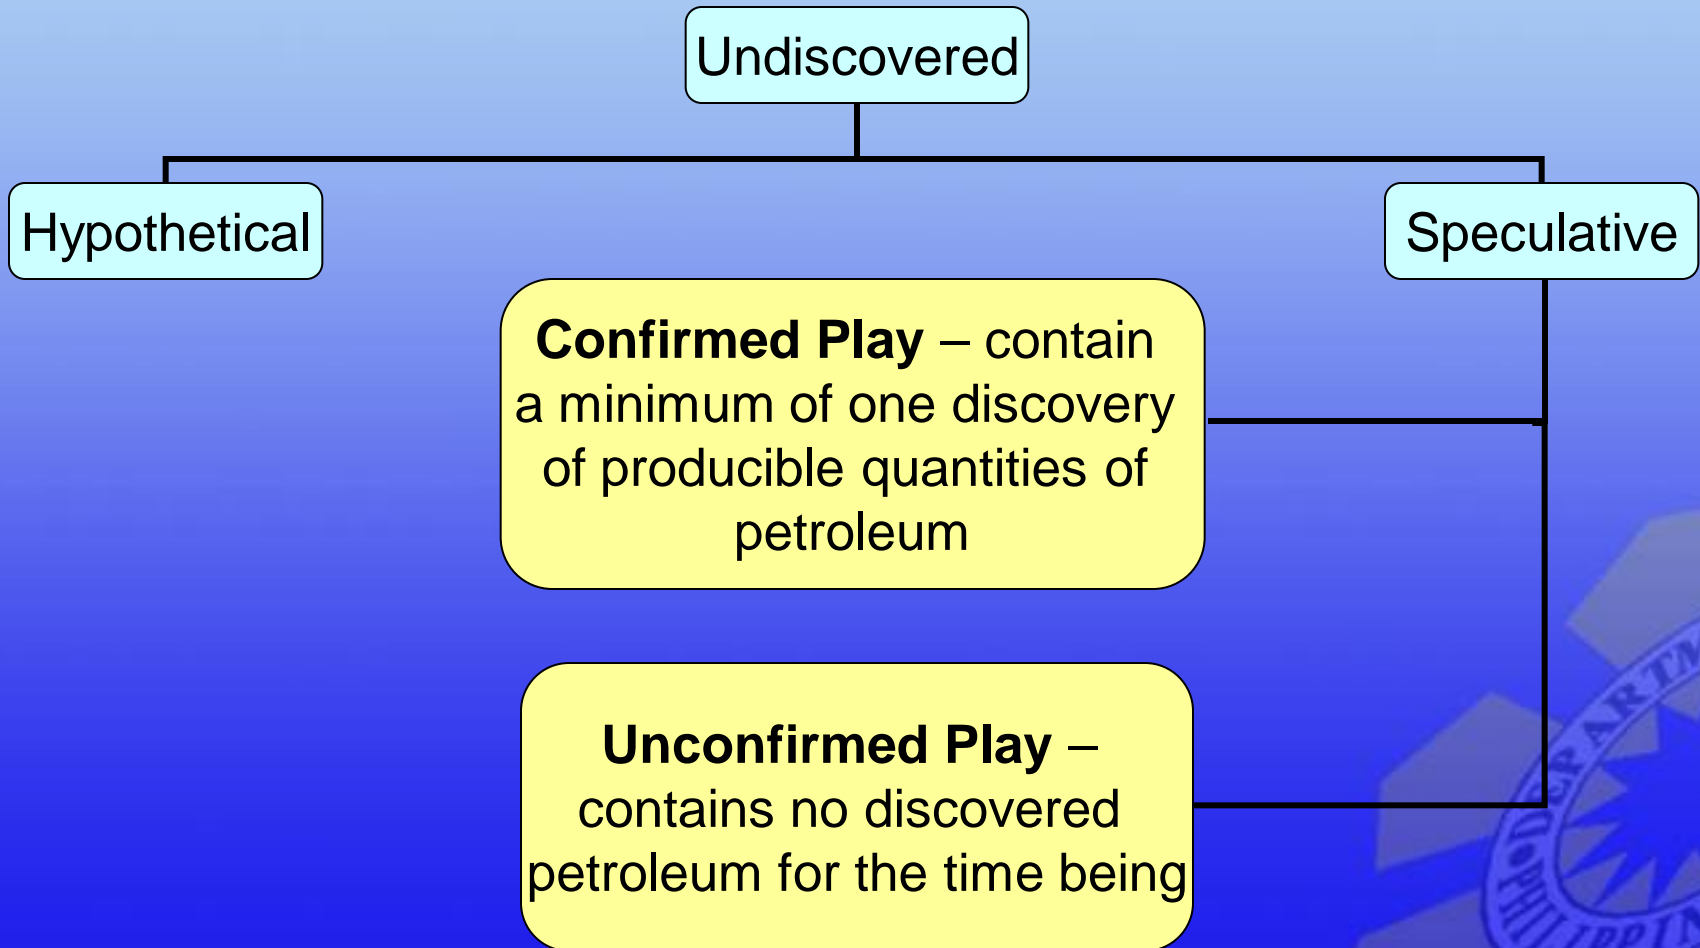 Undiscovered
Hypothetical
Speculative
Confirmed Play – contain
a minimum of one discovery
of producible quantities of
petroleum
Unconfirmed Play –
contains no discovered
petroleum for the time being